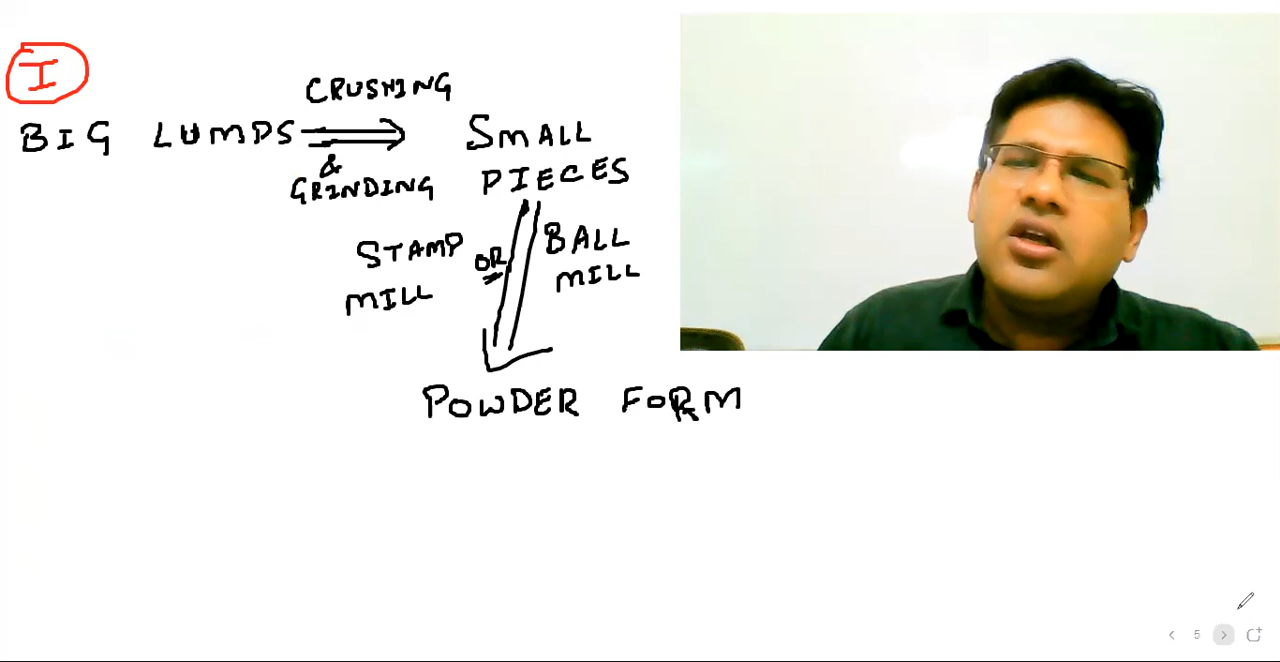 I
CRUSHING
BIG LUMPS ⟹ SMALL
& PIECES
GRINDING
STAMP OR BALL
MILL MILL
POWDER FORM
5